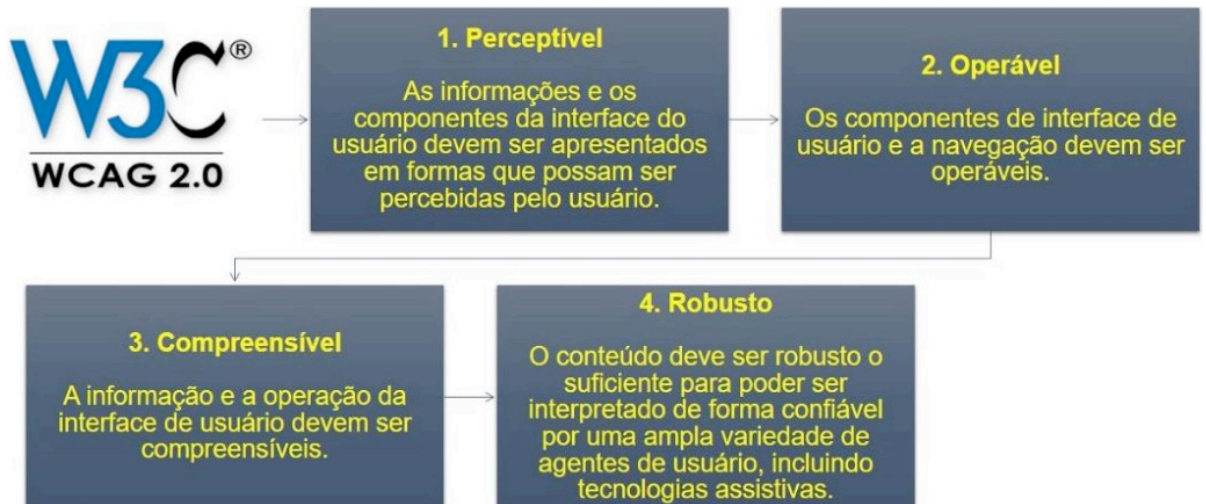 W3C®
WCAG 2.0
1. Perceptível
As informações e os
componentes da interface do
usuário devem ser apresentados
em formas que possam ser
percebidas pelo usuário.
2. Operável
Os componentes de interface de
usuário e a navegação devem ser
operáveis.
3. Compreensível
A informação e a operação da
interface de usuário devem ser
compreensíveis.
4. Robusto
O conteúdo deve ser robusto o
suficiente para poder ser
interpretado de forma confiável
por uma ampla variedade de
agentes de usuário, incluindo
tecnologias assistivas.